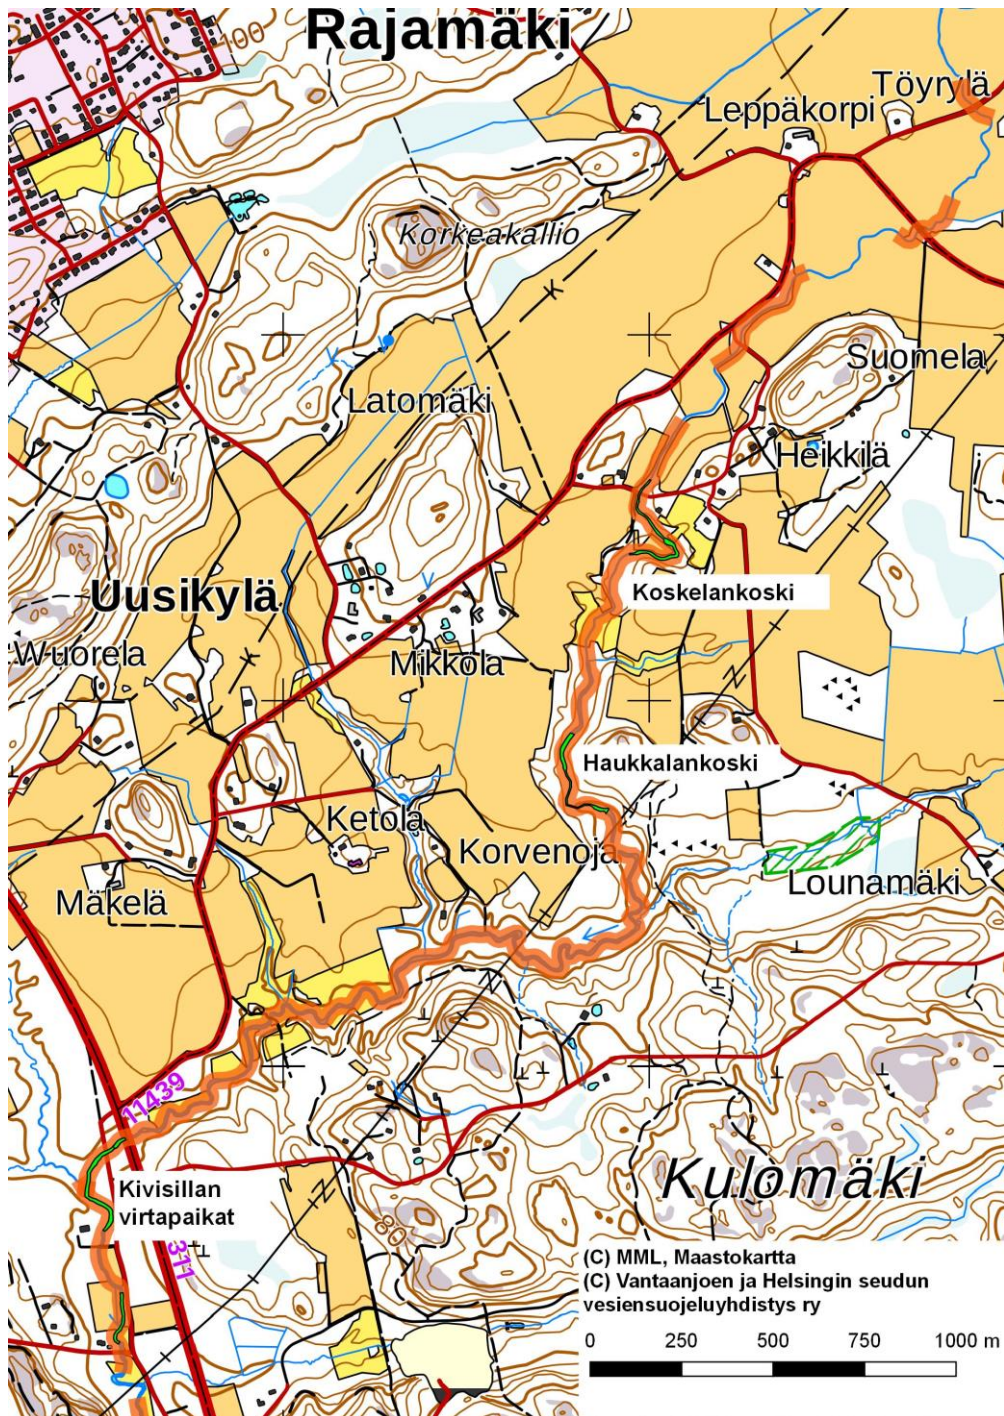 Rajamäki
100
Töyrylä
Leppäkorpi
Korkeakallio
Suomela
Latomäki
Heikkilä
Uusikylä
Koskelankoski
Wuorela
Mikkola
Haukkalankoski
Ketola
Korvenoja
Lounamäki
Mäkelä
11439
Kulomäki
Kivisillan
virtapaikat
80
311
(C) MML, Maastokartta
(C) Vantaanjoen ja Helsingin seudun
vesiensuojeluyhdistys ry
0 250 500 750 1000 m